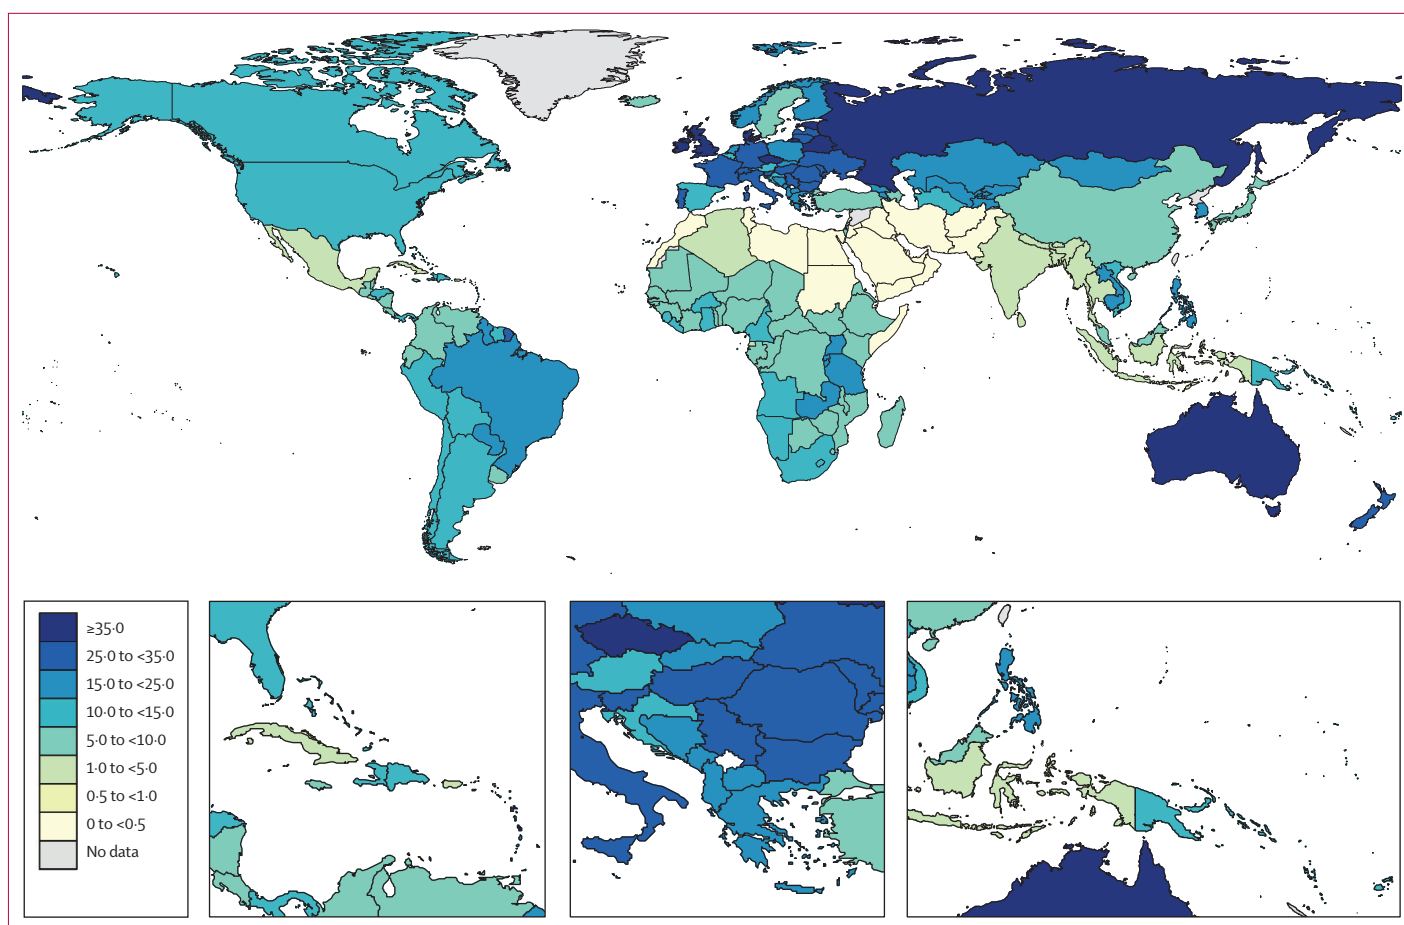 ≥35·0
25·0 to <35·0
15·0 to <25·0
10·0 to <15·0
5·0 to <10·0
1·0 to <5·0
0·5 to <1·0
0 to <0·5
No data